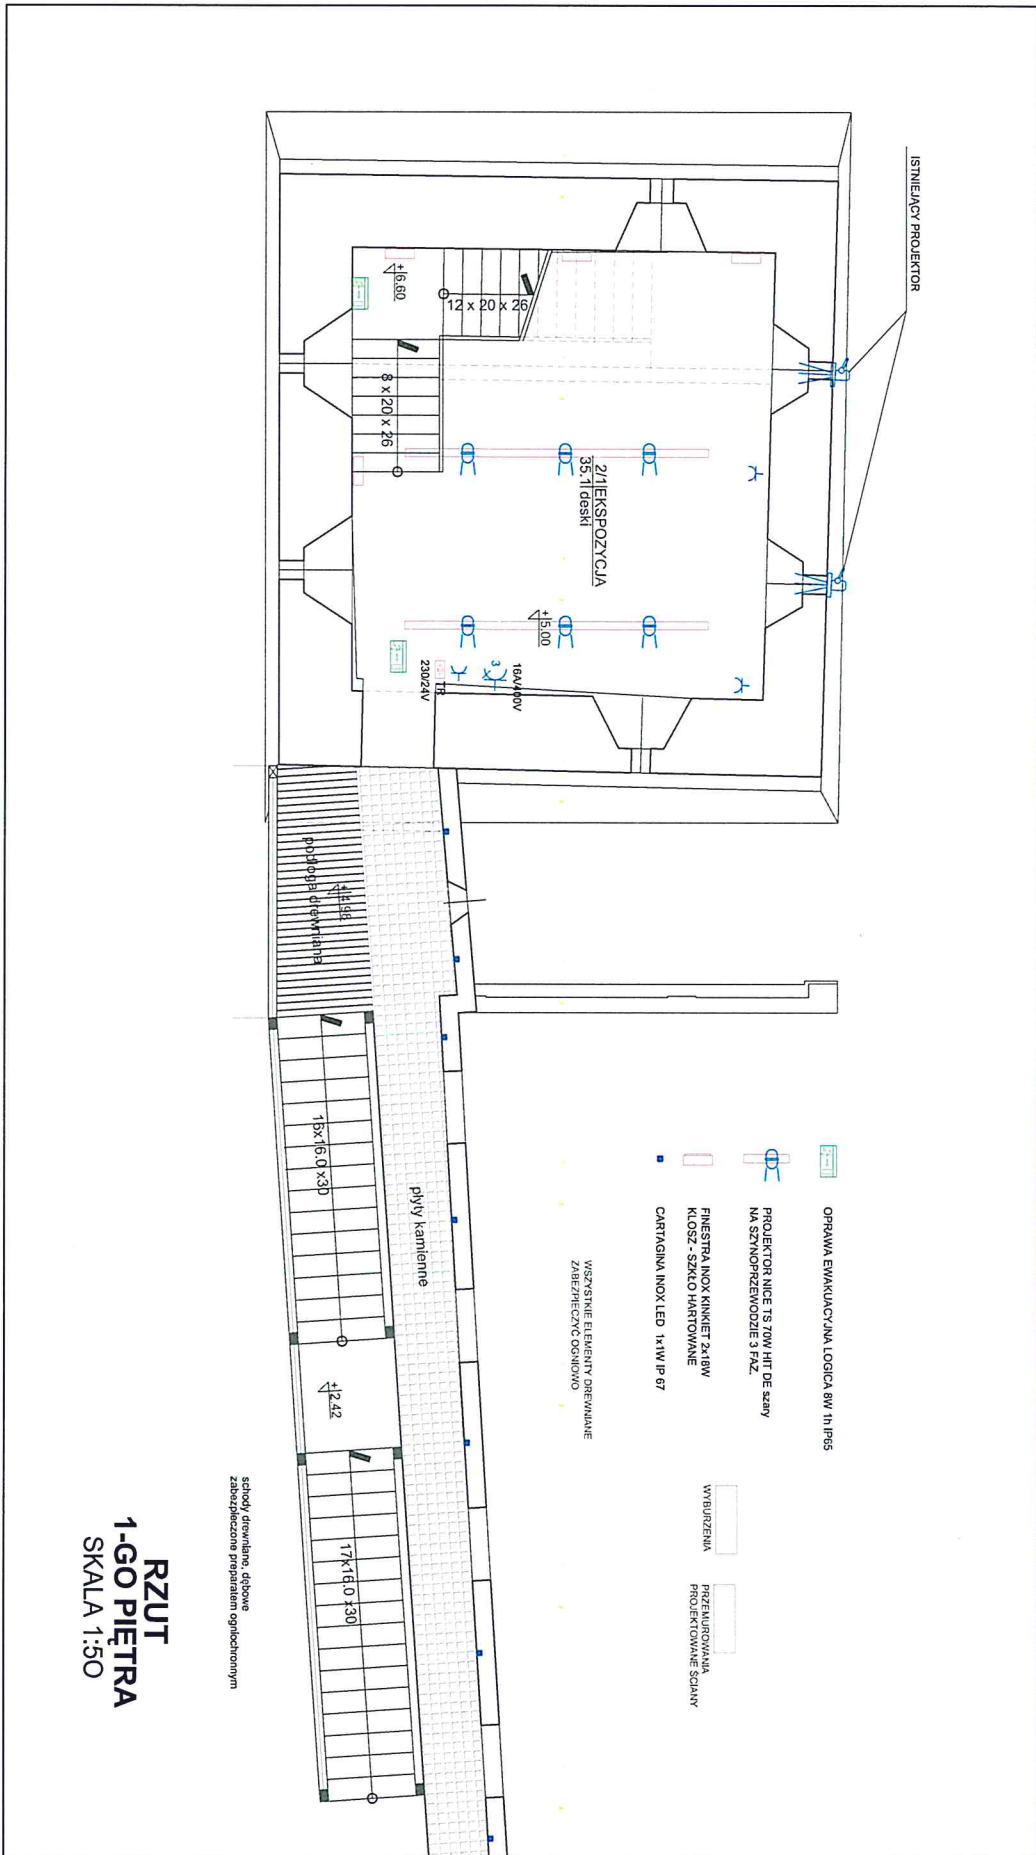 ISTNIEJĄCY PROJEKTOR
+6.60
12 x 20 x 26
8 x 20 x 26
2/1 EKSPOZYCJA
35.1 deski
+5.00
16A/400V
3
TR
230/24V
podłoga drewniana
+4.98
16x16.0 x30
płyty kamienne
+2.42
17x16.0 x30
OPRAWA EWAKUACYJNA LOGICA 8W 1h IP65
PROJEKTOR NICE TS 70W HIT DE szary
NA SZYNOPRZEWODZIE 3 FAZ.
FINESTRA INOX KINKIET 2x18W
KLOSZ - SZKŁO HARTOWANE
CARTAGINA INOX LED 1x1W IP 67
WYBURZENIA
PRZEMUROWANIA
PROJEKTOWANE ŚCIANY
WSZYSTKIE ELEMENTY DREWNIANE
ZABEZPIECZYĆ OGNIOWO
schody drewniane, dębowe
zabezpieczone preparatem ogniochronnym
RZUT
1-GO PIĘTRA
SKALA 1:50